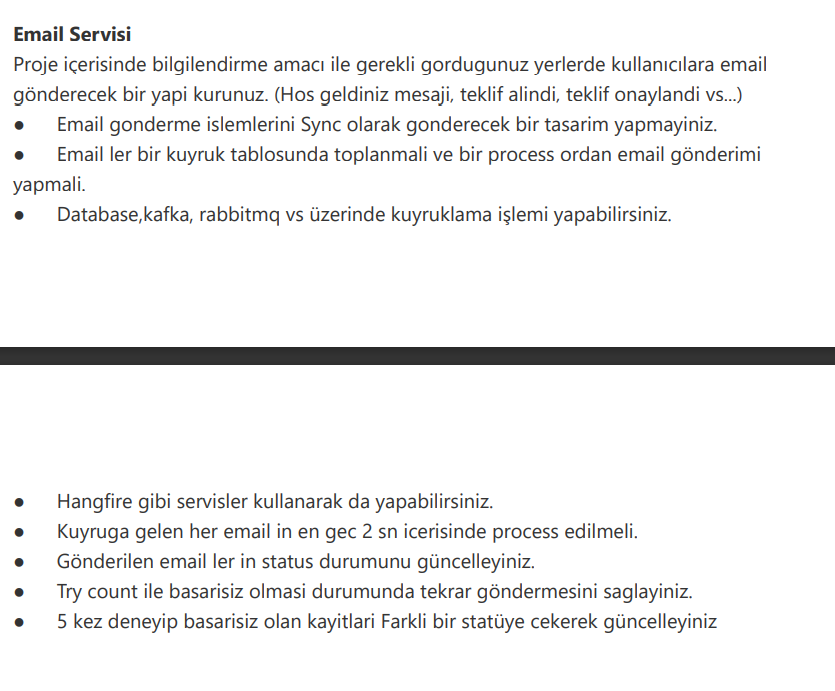 Email Servisi
Proje içerisinde bilgilendirme amacı ile gerekli gordugunuz yerlerde kullanıcılara email
gönderecek bir yapi kurunuz. (Hos geldiniz mesaji, teklif alindi, teklif onaylandi vs...)
● Email gonderme islemlerini Sync olarak gonderecek bir tasarim yapmayiniz.
● Email ler bir kuyruk tablosunda toplanmali ve bir process ordan email gönderimi
yapmali.
● Database,kafka, rabbitmq vs üzerinde kuyruklama işlemi yapabilirsiniz.
● Hangfire gibi servisler kullanarak da yapabilirsiniz.
● Kuyruga gelen her email in en gec 2 sn icerisinde process edilmeli.
● Gönderilen email ler in status durumunu güncelleyiniz.
● Try count ile basarisiz olmasi durumunda tekrar göndermesini saglayiniz.
● 5 kez deneyip basarisiz olan kayitlari Farkli bir statüye cekerek güncelleyiniz